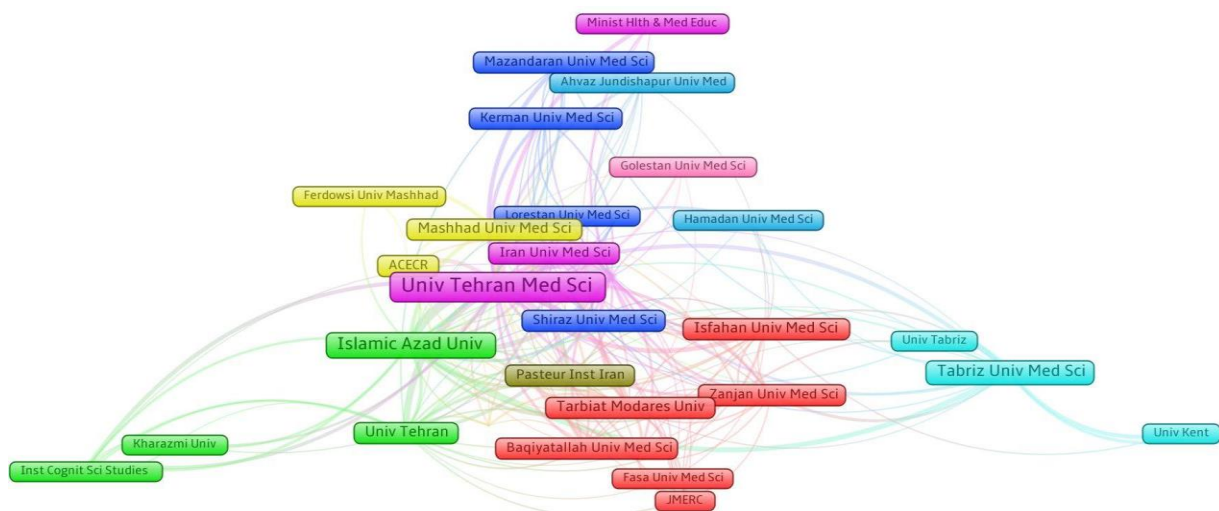 Minist Hlth & Med Educ
Mazandaran Univ Med Sci
Ahvaz Jundishapur Univ Med
Kerman Univ Med Sci
Golestan Univ Med Sci
Ferdowsi Univ Mashhad
Lorestan Univ Med Sci
Hamadan Univ Med Sci
Mashhad Univ Med Sci
Iran Univ Med Sci
ACECR
Univ Tehran Med Sci
Shiraz Univ Med Sci
Isfahan Univ Med Sci
Islamic Azad Univ
Univ Tabriz
Tabriz Univ Med Sci
Pasteur Inst Iran
Zanjan Univ Med Sci
Tarbiat Modares Univ
Univ Tehran
Univ Kent
Kharazmi Univ
Baqiyatallah Univ Med Sci
Inst Cognit Sci Studies
Fasa Univ Med Sci
JMERC